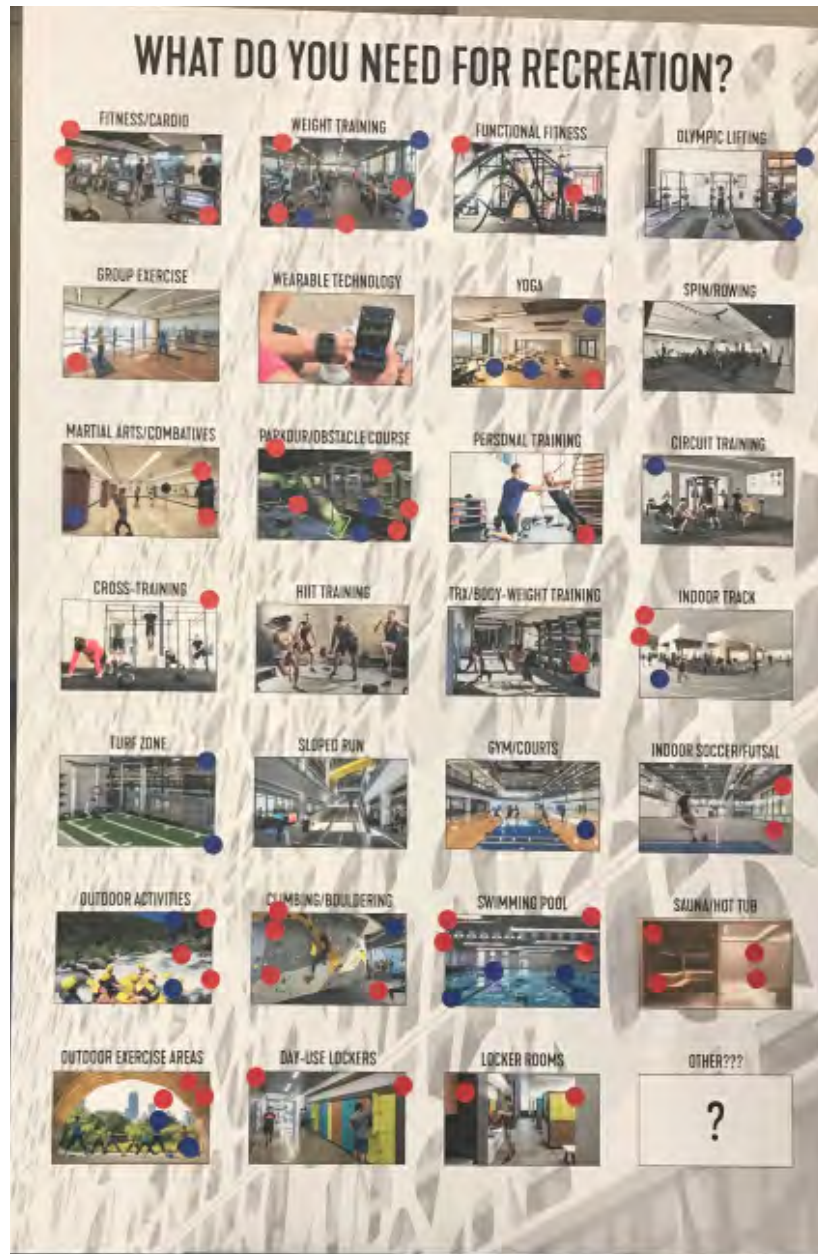 WHAT DO YOU NEED FOR RECREATION?
FITNESS/CARDIO
WEIGHT TRAINING
FUNCTIONAL FITNESS
OLYMPIC LIFTING
GROUP EXERCISE
WEARABLE TECHNOLOGY
YOGA
SPIN/ROWING
MARTIAL ARTS/COMBATIVES
PARKOUR/OBSTACLE COURSE
PERSONAL TRAINING
CIRCUIT TRAINING
CROSS-TRAINING
HIIT TRAINING
TRX/BODY-WEIGHT TRAINING
INDOOR TRACK
TURF ZONE
SLOPED RUN
GYM/COURTS
INDOOR SOCCER/FUTSAL
OUTDOOR ACTIVITIES
CLIMBING/BOULDERING
SWIMMING POOL
SAUNA/HOT TUB
OUTDOOR EXERCISE AREAS
DAY-USE LOCKERS
LOCKER ROOMS
OTHER???
?